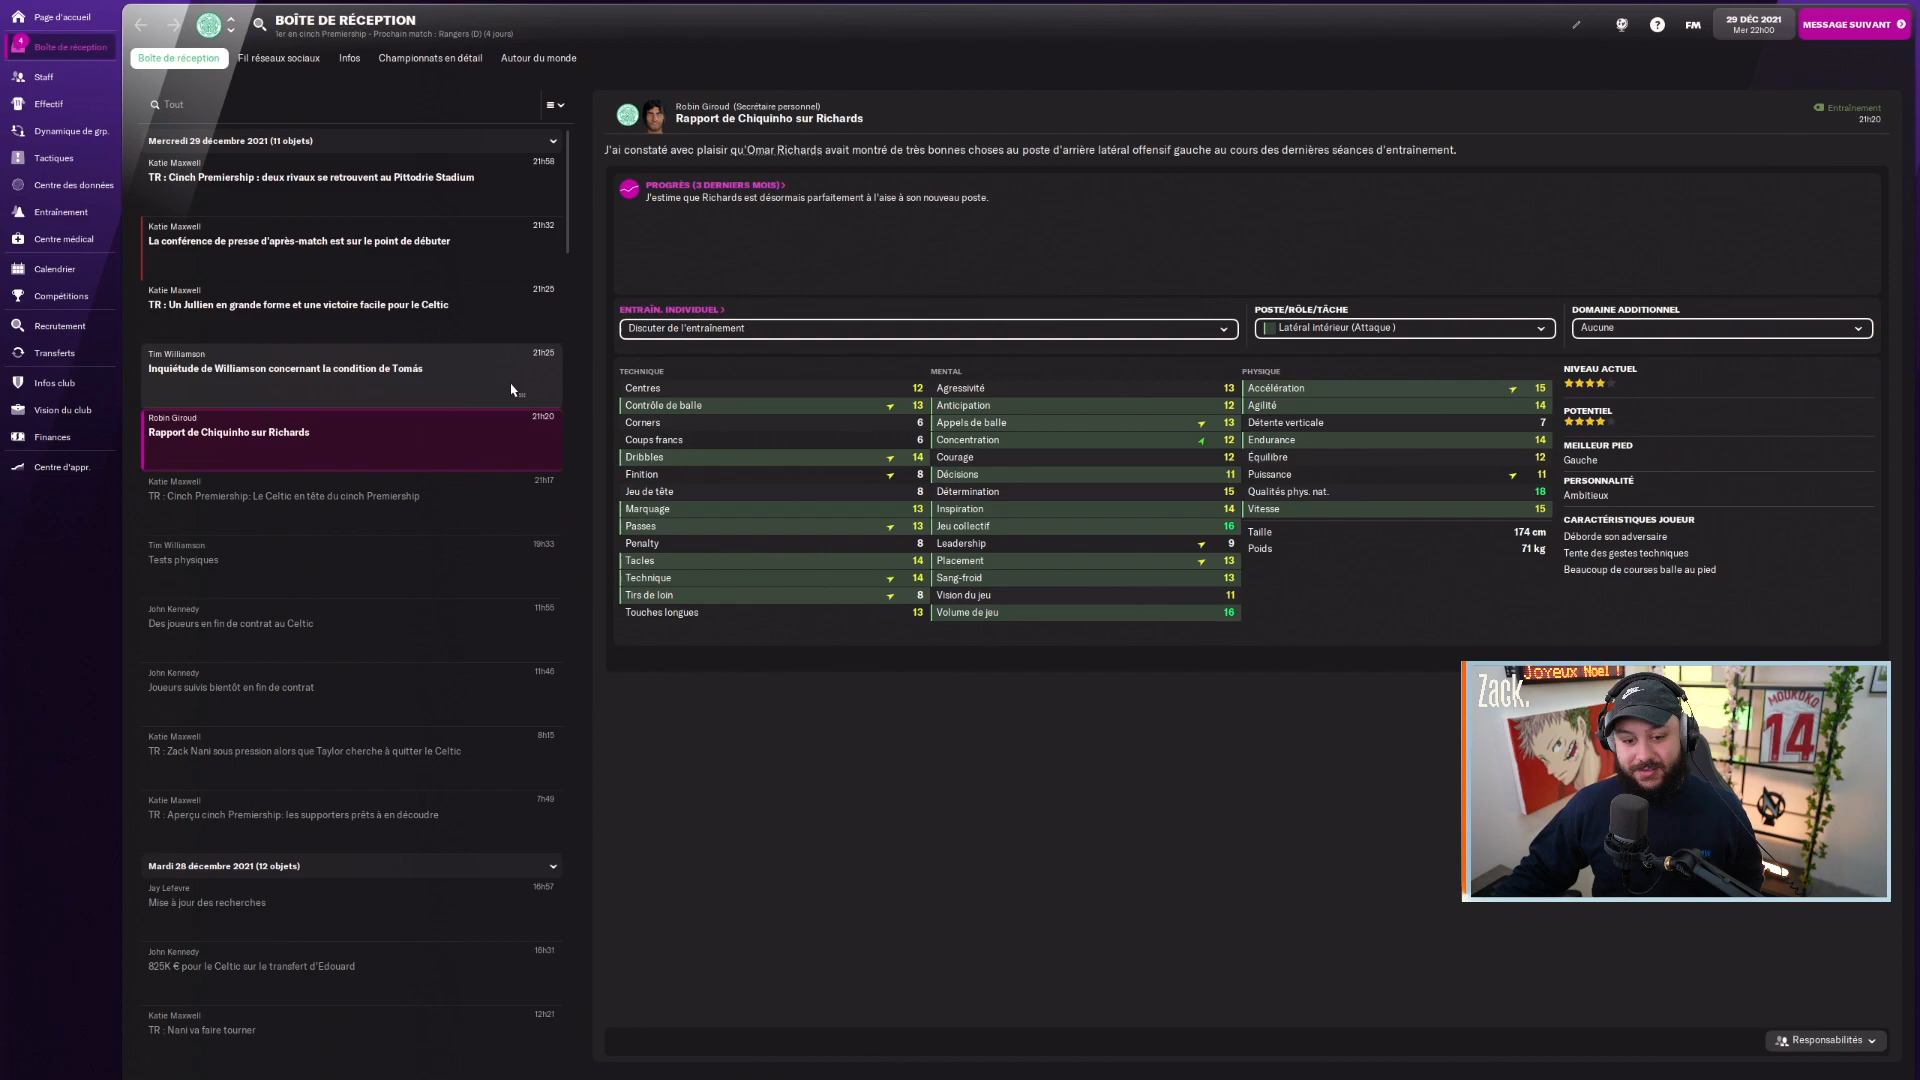 Page d'accueil
4
Boîte de réception
Staff
Effectif
Dynamique de grp.
Tactiques
Centre des données
Entraînement
Centre médical
Calendrier
Compétitions
Recrutement
Transferts
Infos club
Vision du club
Finances
Centre d'appr.
BOÎTE DE RÉCEPTION
1er en cinch Premiership - Prochain match : Rangers (D) (4 jours)
FM
29 DÉC 2021
Mer 22h00
MESSAGE SUIVANT
Boîte de réception
Fil réseaux sociaux
Infos
Championnats en détail
Autour du monde
Tout
Mercredi 29 décembre 2021 (11 objets)
Katie Maxwell 21h58
TR : Cinch Premiership : deux rivaux se retrouvent au Pittodrie Stadium
Katie Maxwell 21h32
La conférence de presse d'après-match est sur le point de débuter
Katie Maxwell 21h25
TR : Un Jullien en grande forme et une victoire facile pour le Celtic
Tim Williamson 21h25
Inquiétude de Williamson concernant la condition de Tomás
Robin Giroud 21h20
Rapport de Chiquinho sur Richards
Katie Maxwell 21h17
TR : Cinch Premiership: Le Celtic en tête du cinch Premiership
Tim Williamson 19h33
Tests physiques
John Kennedy 11h55
Des joueurs en fin de contrat au Celtic
John Kennedy 11h46
Joueurs suivis bientôt en fin de contrat
Katie Maxwell 8h15
TR : Zack Nani sous pression alors que Taylor cherche à quitter le Celtic
Katie Maxwell 7h49
TR : Aperçu cinch Premiership: les supporters prêts à en découdre
Mardi 28 décembre 2021 (12 objets)
Jay Lefevre 16h57
Mise à jour des recherches
John Kennedy 16h31
825K € pour le Celtic sur le transfert d'Edouard
Katie Maxwell 12h21
TR : Nani va faire tourner
Robin Giroud (Secrétaire personnel)
Rapport de Chiquinho sur Richards
Entraînement
21h20
J'ai constaté avec plaisir qu'Omar Richards avait montré de très bonnes choses au poste d'arrière latéral offensif gauche au cours des dernières séances d'entraînement.
PROGRÈS (3 DERNIERS MOIS) >
J'estime que Richards est désormais parfaitement à l'aise à son nouveau poste.
ENTRAÎN. INDIVIDUEL >
Discuter de l'entraînement
POSTE/RÔLE/TÂCHE
Latéral intérieur (Attaque )
DOMAINE ADDITIONNEL
Aucune
TECHNIQUE
Centres 12
Contrôle de balle 13
Corners 6
Coups francs 6
Dribbles 14
Finition 8
Jeu de tête 8
Marquage 13
Passes 13
Penalty 8
Tacles 14
Technique 14
Tirs de loin 8
Touches longues 13
MENTAL
Agressivité 13
Anticipation 12
Appels de balle 13
Concentration 12
Courage 12
Décisions 11
Détermination 15
Inspiration 14
Jeu collectif 16
Leadership 9
Placement 13
Sang-froid 13
Vision du jeu 11
Volume de jeu 16
PHYSIQUE
Accélération 15
Agilité 14
Détente verticale 7
Endurance 14
Équilibre 12
Puissance 11
Qualités phys. nat. 18
Vitesse 15
Taille 174 cm
Poids 71 kg
NIVEAU ACTUEL
POTENTIEL
MEILLEUR PIED
Gauche
PERSONNALITÉ
Ambitieux
CARACTÉRISTIQUES JOUEUR
Déborde son adversaire
Tente des gestes techniques
Beaucoup de courses balle au pied
Zack.
Joyeux Noel !
MOUKOKO
14
Responsabilités